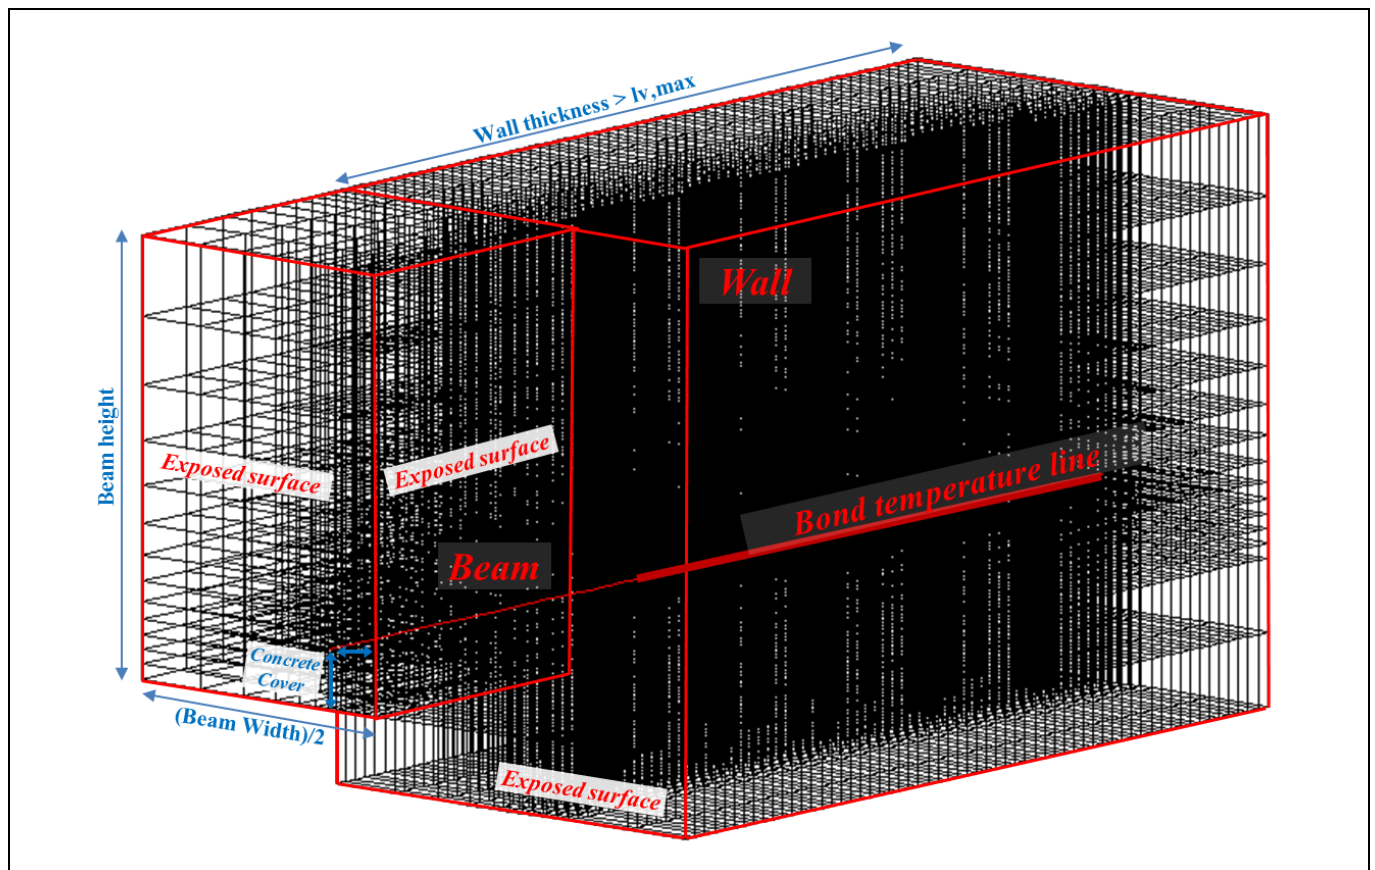 Wall thickness > lv,max
Wall
Beam height
Exposed surface
Exposed surface
Bond temperature line
Beam
Concrete
Cover
(Beam Width)/2
Exposed surface